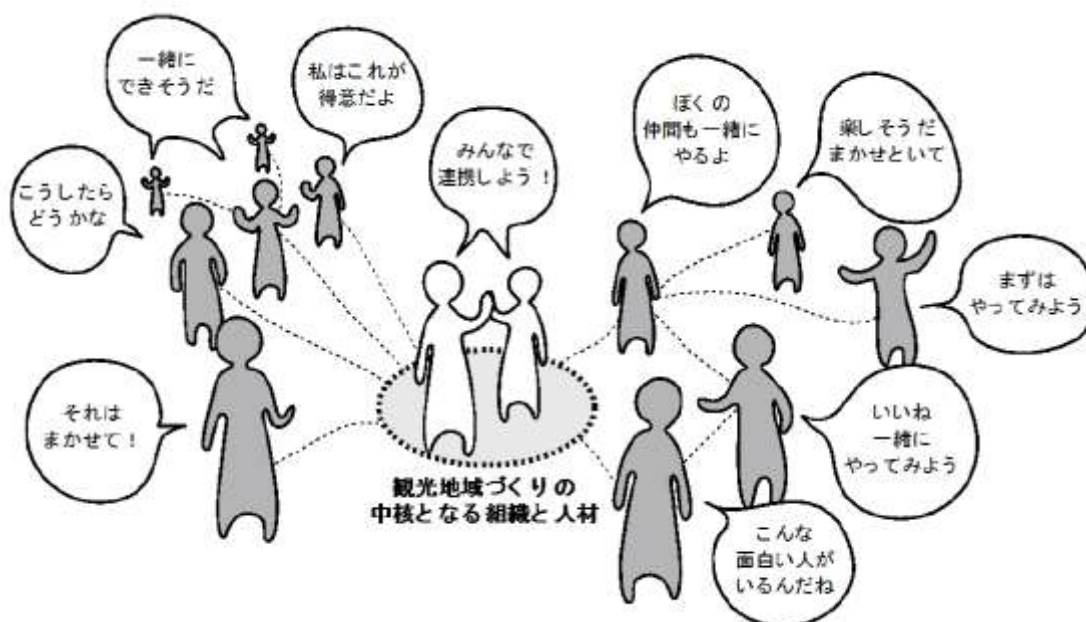 一緒に
できそうだ
私はこれが
得意だよ
こうしたら
どうかな
それは
まかせて！
みんなで
連携しよう！
ぼくの
仲間も一緒に
やるよ
楽しそうだ
まかせといて
まずは
やってみよう
いいね
一緒に
やってみよう
こんな
面白い人が
いるんだね
観光地域づくりの
中核となる組織と人材